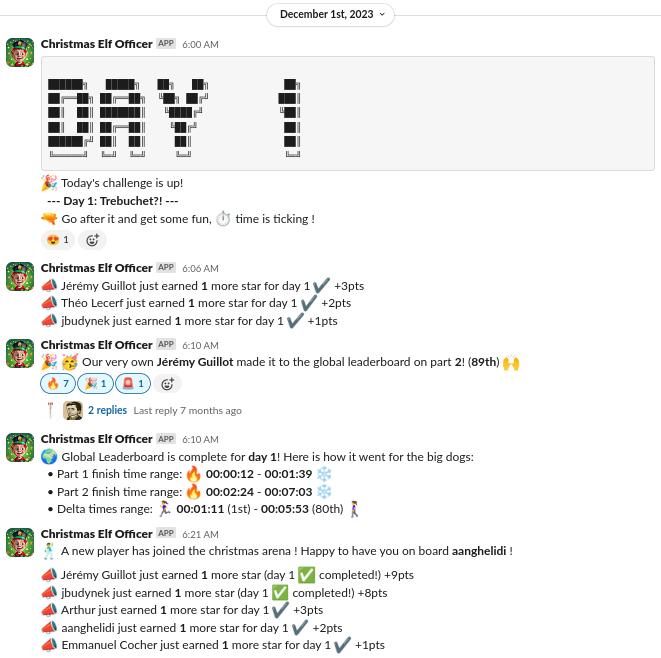 December 1st, 2023
Christmas Elf Officer APP 6:00 AM
DAY 1
🎉 Today's challenge is up!
--- Day 1: Trebuchet?! ---
🔫 Go after it and get some fun, ⏱️ time is ticking !
😍 1
Christmas Elf Officer APP 6:06 AM
📣 Jérémy Guillot just earned 1 more star for day 1 ✔️ +3pts
📣 Théo Lecerf just earned 1 more star for day 1 ✔️ +2pts
📣 jbudynek just earned 1 more star for day 1 ✔️ +1pts
Christmas Elf Officer APP 6:10 AM
🎉 🥳 Our very own Jérémy Guillot made it to the global leaderboard on part 2! (89th) 🙌
🔥 7 🎉 1 🚨 1
2 replies Last reply 7 months ago
Christmas Elf Officer APP 6:10 AM
🌍 Global Leaderboard is complete for day 1! Here is how it went for the big dogs:
• Part 1 finish time range: 🔥 00:00:12 - 00:01:39 ❄️
• Part 2 finish time range: 🔥 00:02:24 - 00:07:03 ❄️
• Delta times range: 🏃‍♀️ 00:01:11 (1st) - 00:05:53 (80th) 🚶‍♀️
Christmas Elf Officer APP 6:21 AM
🕺 A new player has joined the christmas arena ! Happy to have you on board aanghelidi !
📣 Jérémy Guillot just earned 1 more star (day 1 ✅ completed!) +9pts
📣 jbudynek just earned 1 more star (day 1 ✅ completed!) +8pts
📣 Arthur just earned 1 more star for day 1 ✔️ +3pts
📣 aanghelidi just earned 1 more star for day 1 ✔️ +2pts
📣 Emmanuel Cocher just earned 1 more star for day 1 ✔️ +1pts